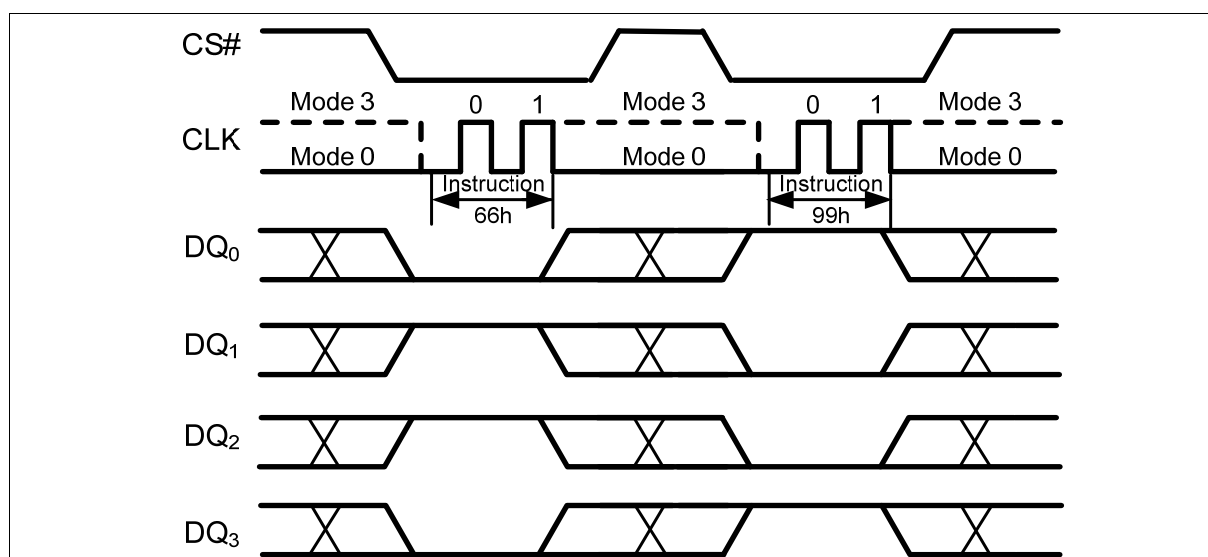 CS#
Mode 3 0 1 Mode 3 0 1 Mode 3
CLK
Mode 0 Mode 0 Mode 0
Instruction Instruction
66h 99h
DQ0
DQ1
DQ2
DQ3